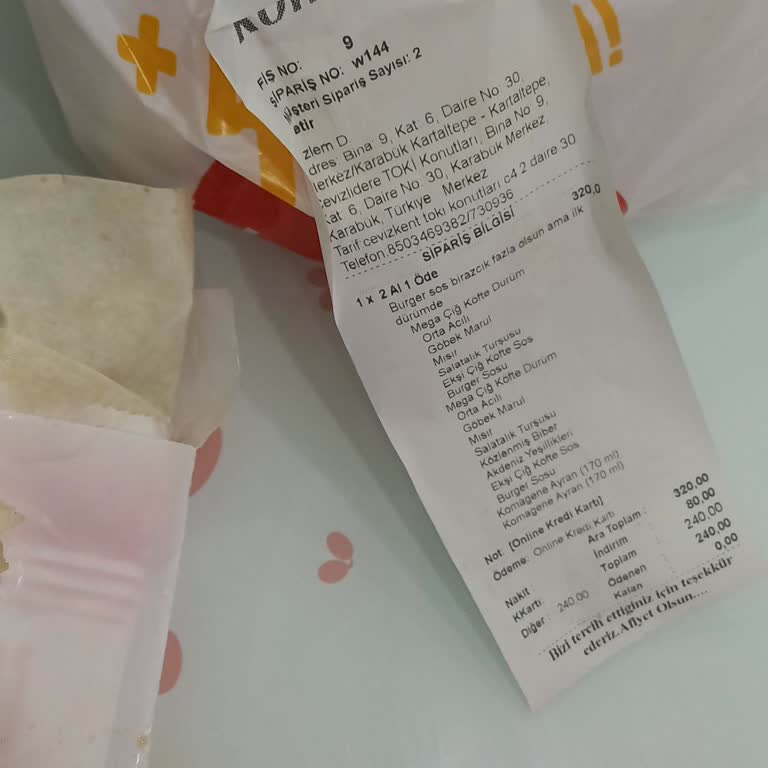 FİŞ NO: 9
SİPARİŞ NO: w144
Müşteri Sipariş Sayısı: 2
etir
zlem D.
dres Bina 9, Kat 6, Daire No 30,
Merkez/Karabük Kartaltepe - Kartaltepe,
Cevizlidere TOKİ Konutları, Bina No 9,
Kat 6, Daire No 30, Karabük Merkez,
Karabük, Türkiye Merkez
Tarif cevizkent toki konutları c4 2 daire 30
Telefon.8503469382/730936
SİPARİŞ BİLGİSİ
1 x 2 Al 1 Öde 320,0
Burger sos birazcık fazla olsun ama ilk
dürümde
Mega Çiğ Köfte Dürüm
Orta Acılı
Göbek Marul
Mısır
Salatalık Turşusu
Ekşi Çiğ Köfte Sos
Burger Sosu
Mega Çiğ Köfte Dürüm
Orta Acılı
Göbek Marul
Mısır
Salatalık Turşusu
Közlenmiş Biber
Akdeniz Yeşillikleri
Ekşi Çiğ Köfte Sos
Burger Sosu
Komagene Ayran (170 ml)
Komagene Ayran (170 ml)
Not: [Online Kredi Kartı]
Ödeme: Online Kredi Kartı
Ara Toplam : 320.00
İndirim : 80.00
Nakit : Toplam : 240.00
KKartı : Ödenen : 240.00
Diğer : 240.00 Kalan : 0,00
Bizi tercih ettiginiz için teşekkür
ederiz.Afiyet Olsun....